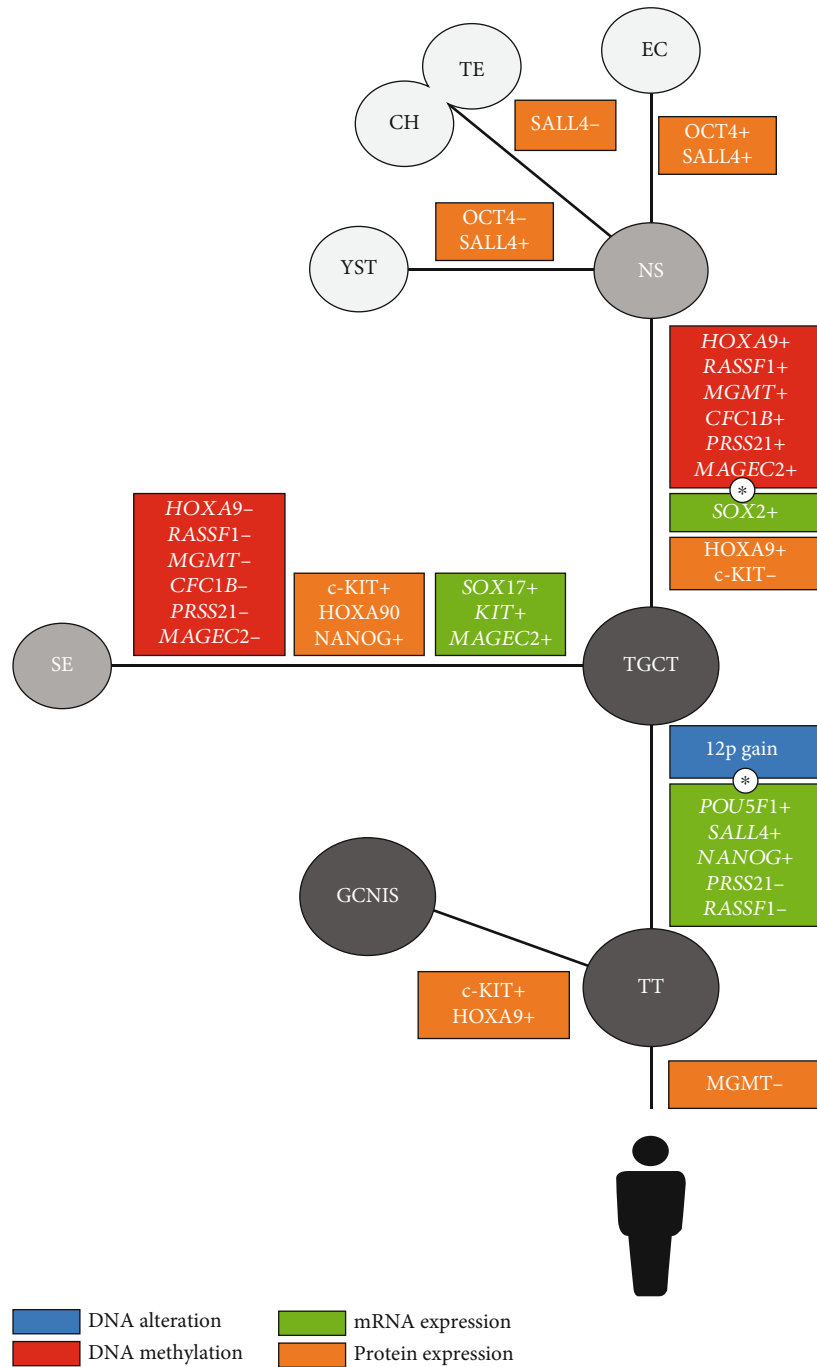 EC
TE
CH
SALL4–
OCT4+
SALL4+
OCT4–
SALL4+
YST
NS
HOXA9+
RASSF1+
MGMT+
CFC1B+
PRSS21+
MAGEC2+
*
SOX2+
HOXA9+
c-KIT–
HOXA9–
RASSF1–
MGMT–
CFC1B–
PRSS21–
MAGEC2–
c-KIT+
HOXA90
NANOG+
SOX17+
KIT+
MAGEC2+
SE
TGCT
12p gain
*
POU5F1+
SALL4+
NANOG+
PRSS21–
RASSF1–
GCNIS
TT
c-KIT+
HOXA9+
MGMT–
DNA alteration
mRNA expression
DNA methylation
Protein expression